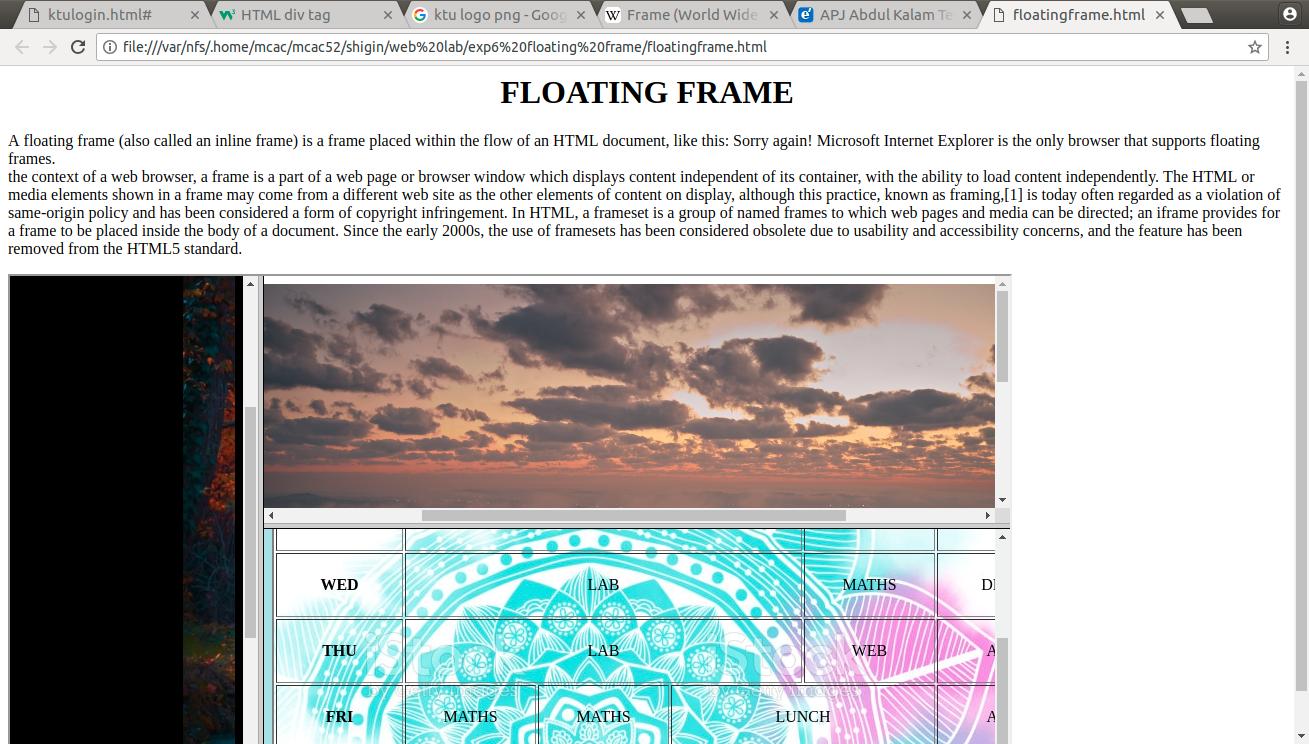 ktulogin.html#
HTML div tag
ktu logo png - Goog
Frame (World Wide
APJ Abdul Kalam Te
floatingframe.html
file:///var/nfs/.home/mcac/mcac52/shigin/web%20lab/exp6%20floating%20frame/floatingframe.html
FLOATING FRAME
A floating frame (also called an inline frame) is a frame placed within the flow of an HTML document, like this: Sorry again! Microsoft Internet Explorer is the only browser that supports floating
frames.
the context of a web browser, a frame is a part of a web page or browser window which displays content independent of its container, with the ability to load content independently. The HTML or
media elements shown in a frame may come from a different web site as the other elements of content on display, although this practice, known as framing,[1] is today often regarded as a violation of
same-origin policy and has been considered a form of copyright infringement. In HTML, a frameset is a group of named frames to which web pages and media can be directed; an iframe provides for
a frame to be placed inside the body of a document. Since the early 2000s, the use of framesets has been considered obsolete due to usability and accessibility concerns, and the feature has been
removed from the HTML5 standard.
WED LAB MATHS
THU LAB WEB A
iStock iStock
by Getty Images by Getty Images
FRI MATHS MATHS LUNCH A